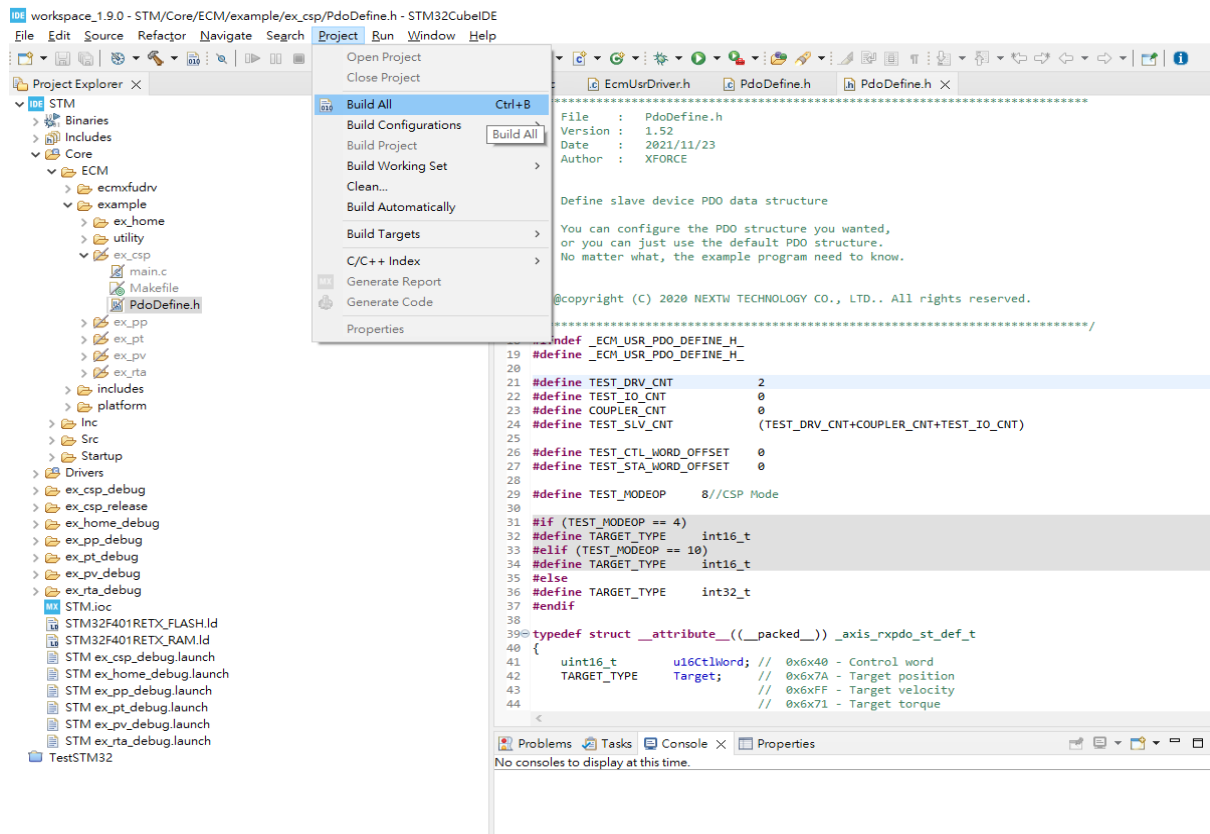 IDE workspace_1.9.0 - STM/Core/ECM/example/ex_csp/PdoDefine.h - STM32CubeIDE
File Edit Source Refactor Navigate Search Project Run Window Help
Project Explorer
STM
Binaries
Includes
Core
ECM
ecmxfudrv
example
ex_home
utility
ex_csp
main.c
Makefile
PdoDefine.h
ex_pp
ex_pt
ex_pv
ex_rta
includes
platform
Inc
Src
Startup
Drivers
ex_csp_debug
ex_csp_release
ex_home_debug
ex_pp_debug
ex_pt_debug
ex_pv_debug
ex_rta_debug
MX STM.ioc
STM32F401RETX_FLASH.ld
STM32F401RETX_RAM.ld
STM ex_csp_debug.launch
STM ex_home_debug.launch
STM ex_pp_debug.launch
STM ex_pt_debug.launch
STM ex_pv_debug.launch
STM ex_rta_debug.launch
TestSTM32
Open Project
Close Project
Build All Ctrl+B
Build Configurations
Build All
Build Project
Build Working Set
Clean...
Build Automatically
Build Targets
C/C++ Index
Generate Report
Generate Code
Properties
EcmUsrDriver.h PdoDefine.h PdoDefine.h
File : PdoDefine.h
Version : 1.52
Date : 2021/11/23
Author : XFORCE
Define slave device PDO data structure
You can configure the PDO structure you wanted,
or you can just use the default PDO structure.
No matter what, the example program need to know.
@copyright (C) 2020 NEXTW TECHNOLOGY CO., LTD.. All rights reserved.
*/
#ifndef _ECM_USR_PDO_DEFINE_H_
19 #define _ECM_USR_PDO_DEFINE_H_
20
21 #define TEST_DRV_CNT 2
22 #define TEST_IO_CNT 0
23 #define COUPLER_CNT 0
24 #define TEST_SLV_CNT (TEST_DRV_CNT+COUPLER_CNT+TEST_IO_CNT)
25
26 #define TEST_CTL_WORD_OFFSET 0
27 #define TEST_STA_WORD_OFFSET 0
28
29 #define TEST_MODEOP 8//CSP Mode
30
31 #if (TEST_MODEOP == 4)
32 #define TARGET_TYPE int16_t
33 #elif (TEST_MODEOP == 10)
34 #define TARGET_TYPE int16_t
35 #else
36 #define TARGET_TYPE int32_t
37 #endif
38
39 typedef struct __attribute__((__packed__)) _axis_rxpdo_st_def_t
40 {
41 uint16_t u16CtlWord; // 0x6x40 - Control word
42 TARGET_TYPE Target; // 0x6x7A - Target position
43 // 0x6xFF - Target velocity
44 // 0x6x71 - Target torque
Problems Tasks Console Properties
No consoles to display at this time.